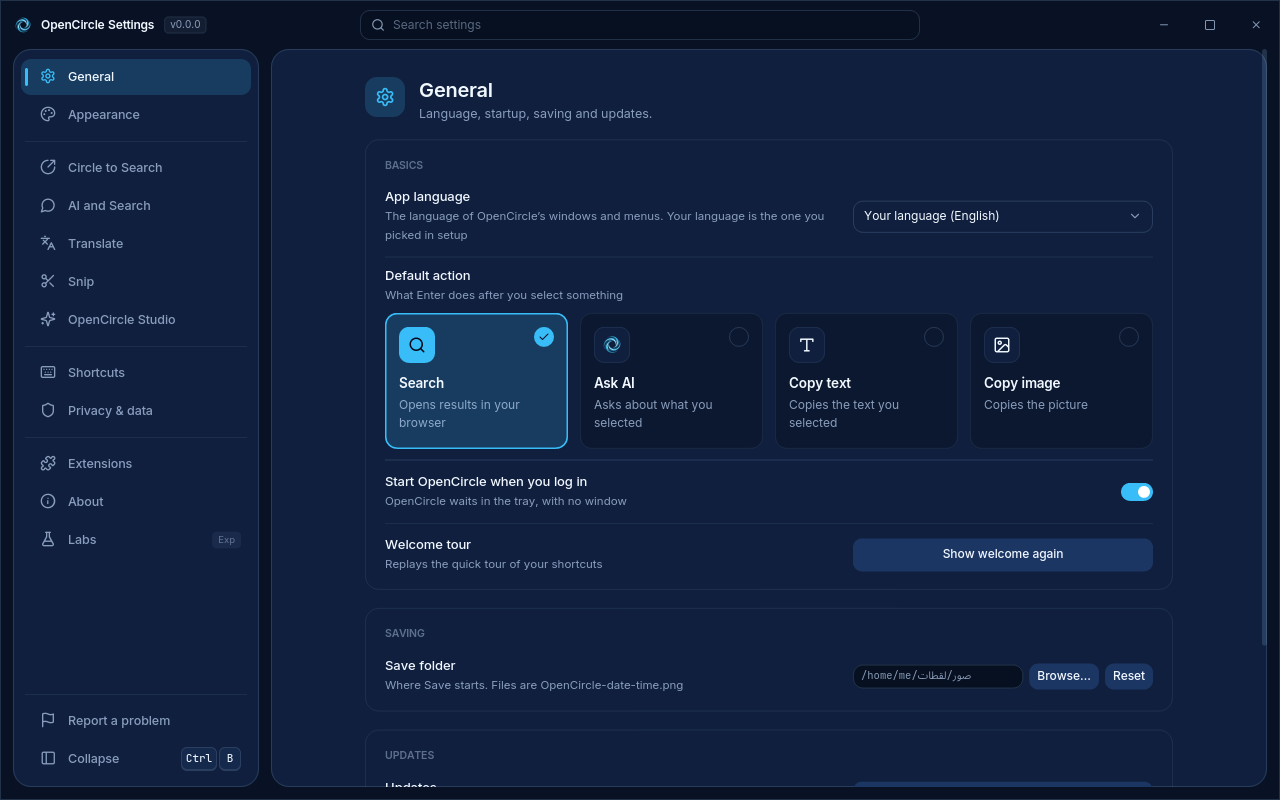 OpenCircle Settings v0.0.0
Search settings
General
Appearance
Circle to Search
AI and Search
Translate
Snip
OpenCircle Studio
Shortcuts
Privacy & data
Extensions
About
Labs Exp
Report a problem
Collapse Ctrl B
General
Language, startup, saving and updates.
BASICS
App language
The language of OpenCircle's windows and menus. Your language is the one you
picked in setup
Your language (English)
Default action
What Enter does after you select something
Search
Opens results in your
browser
Ask AI
Asks about what you
selected
Copy text
Copies the text you
selected
Copy image
Copies the picture
Start OpenCircle when you log in
OpenCircle waits in the tray, with no window
Welcome tour
Replays the quick tour of your shortcuts
Show welcome again
SAVING
Save folder
Where Save starts. Files are OpenCircle-date-time.png
/home/me/صور/لقطات
Browse...
Reset
UPDATES
Updates